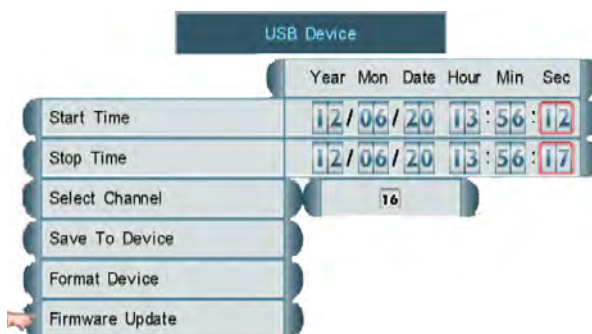 USB Device
Year Mon Date Hour Min Sec
Start Time 12/06/20 13:56:12
Stop Time 12/06/20 13:56:17
Select Channel 16
Save To Device
Format Device
Firmware Update